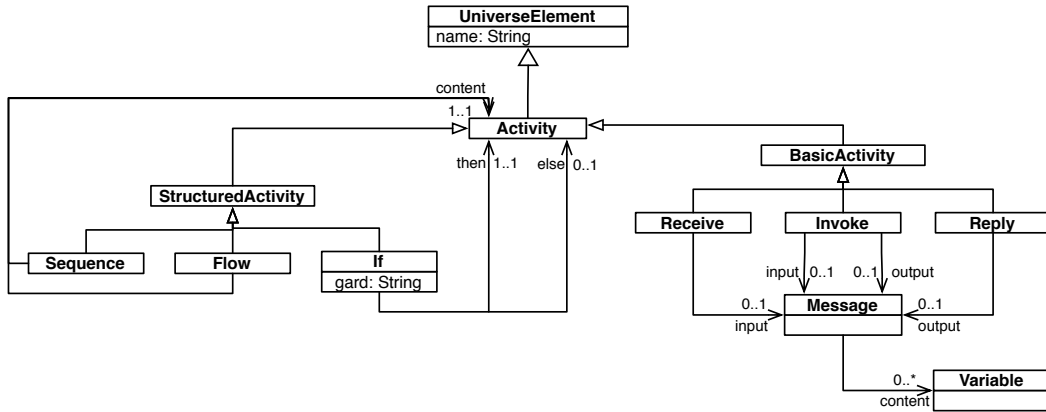 UniverseElement
name: String
content
1..1
Activity
then 1..1
else 0..1
BasicActivity
StructuredActivity
Receive
Invoke
Reply
Sequence
Flow
If
gard: String
input 0..1
0..1 output
0..1
input
Message
0..1
output
0..*
content
Variable